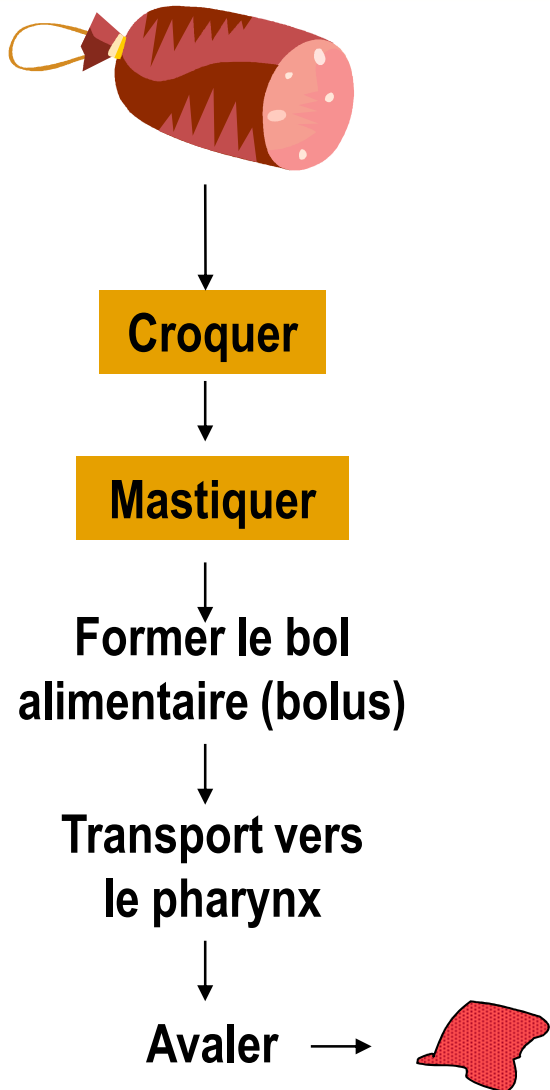 Croquer
Mastiquer
Former le bol
alimentaire (bolus)
Transport vers
le pharynx
Avaler